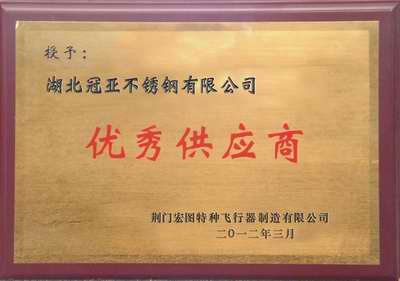 授予：
湖北冠亚不锈钢有限公司
优秀供应商
荆门宏图特种飞行器制造有限公司
二〇一二年三月